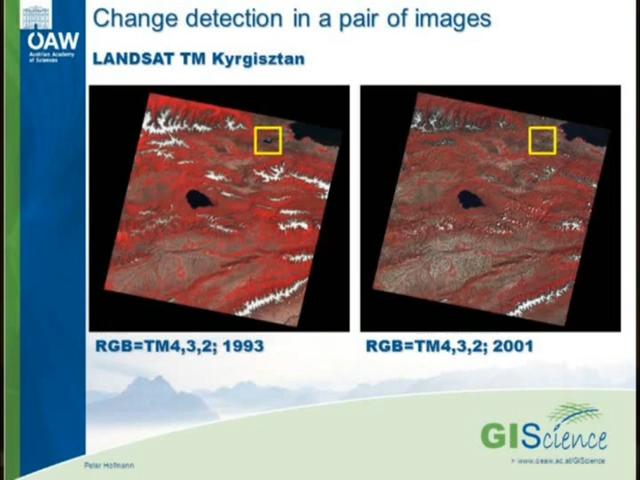 Change detection in a pair of images
ÖAW
Austrian Academy
of Sciences
LANDSAT TM Kyrgisztan
RGB=TM4,3,2; 1993
RGB=TM4,3,2; 2001
GIScience
Peter Hofmann
> www.oeaw.ac.at/GIScience